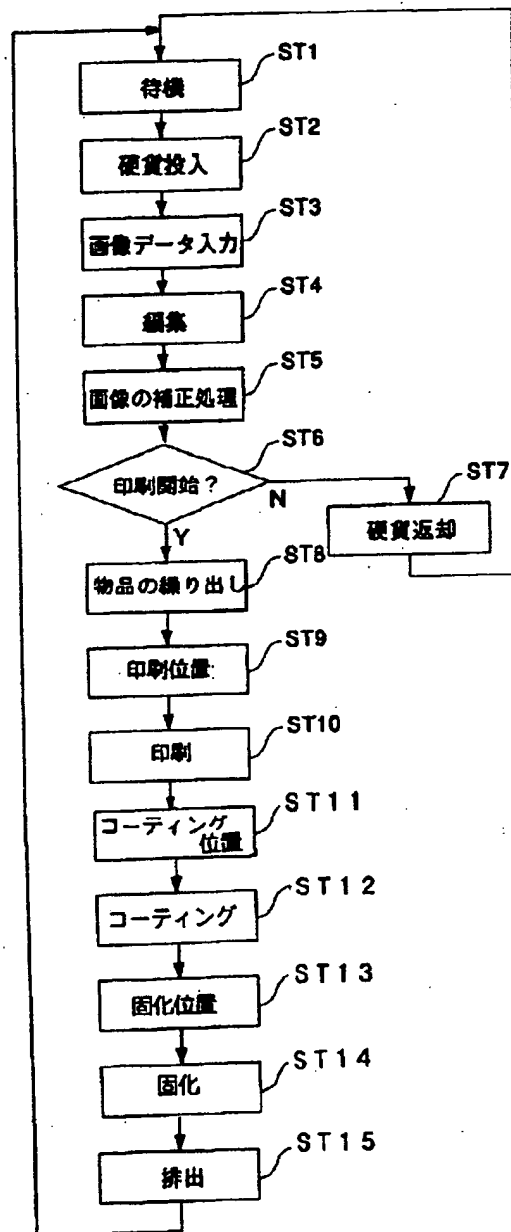 ST1
待機
ST2
硬貨投入
ST3
画像データ入力
ST4
編集
ST5
画像の補正処理
ST6
印刷開始？
N
ST7
硬貨返却
Y
ST8
物品の繰り出し
ST9
印刷位置
ST10
印刷
ST11
コーティング
位置
ST12
コーティング
ST13
固化位置
ST14
固化
ST15
排出